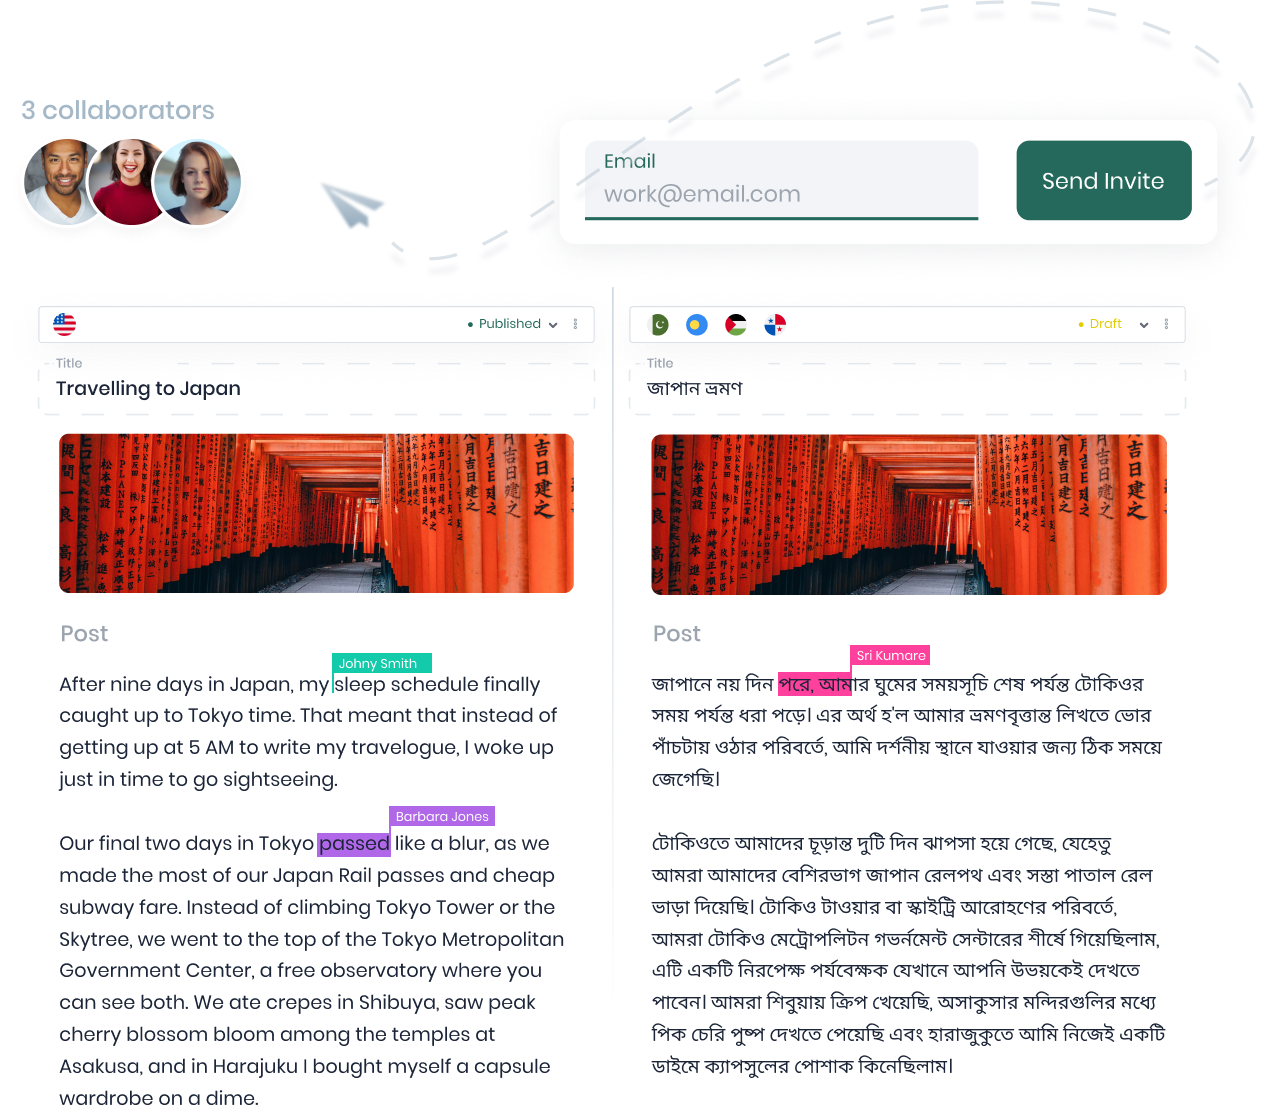 3 collaborators
Email
work@email.com
Send Invite
Published
Title
Travelling to Japan
Post
Johny Smith
After nine days in Japan, my sleep schedule finally
caught up to Tokyo time. That meant that instead of
getting up at 5 AM to write my travelogue, I woke up
just in time to go sightseeing.
Barbara Jones
Our final two days in Tokyo passed like a blur, as we
made the most of our Japan Rail passes and cheap
subway fare. Instead of climbing Tokyo Tower or the
Skytree, we went to the top of the Tokyo Metropolitan
Government Center, a free observatory where you
can see both. We ate crepes in Shibuya, saw peak
cherry blossom bloom among the temples at
Asakusa, and in Harajuku I bought myself a capsule
wardrobe on a dime.
Draft
Title
জাপান ভ্রমণ
Post
Sri Kumare
জাপানে নয় দিন পরে, আমার ঘুমের সময়সূচি শেষ পর্যন্ত টোকিওর
সময় পর্যন্ত ধরা পড়ে। এর অর্থ হ'ল আমার ভ্রমণবৃত্তান্ত লিখতে ভোর
পাঁচটায় ওঠার পরিবর্তে, আমি দর্শনীয় স্থানে যাওয়ার জন্য ঠিক সময়ে
জেগেছি।
টোকিওতে আমাদের চূড়ান্ত দুটি দিন ঝাপসা হয়ে গেছে, যেহেতু
আমরা আমাদের বেশিরভাগ জাপান রেলপথ এবং সস্তা পাতাল রেল
ভাড়া দিয়েছি। টোকিও টাওয়ার বা স্কাইট্রি আরোহণের পরিবর্তে,
আমরা টোকিও মেট্রোপলিটন গভর্নমেন্ট সেন্টারের শীর্ষে গিয়েছিলাম,
এটি একটি নিরপেক্ষ পর্যবেক্ষক যেখানে আপনি উভয়কেই দেখতে
পাবেন। আমরা শিবুয়ায় ক্রিপ খেয়েছি, অসাকুসার মন্দিরগুলির মধ্যে
পিক চেরি পুষ্প দেখতে পেয়েছি এবং হারাজুকুতে আমি নিজেই একটি
ডাইমে ক্যাপসুলের পোশাক কিনেছিলাম।